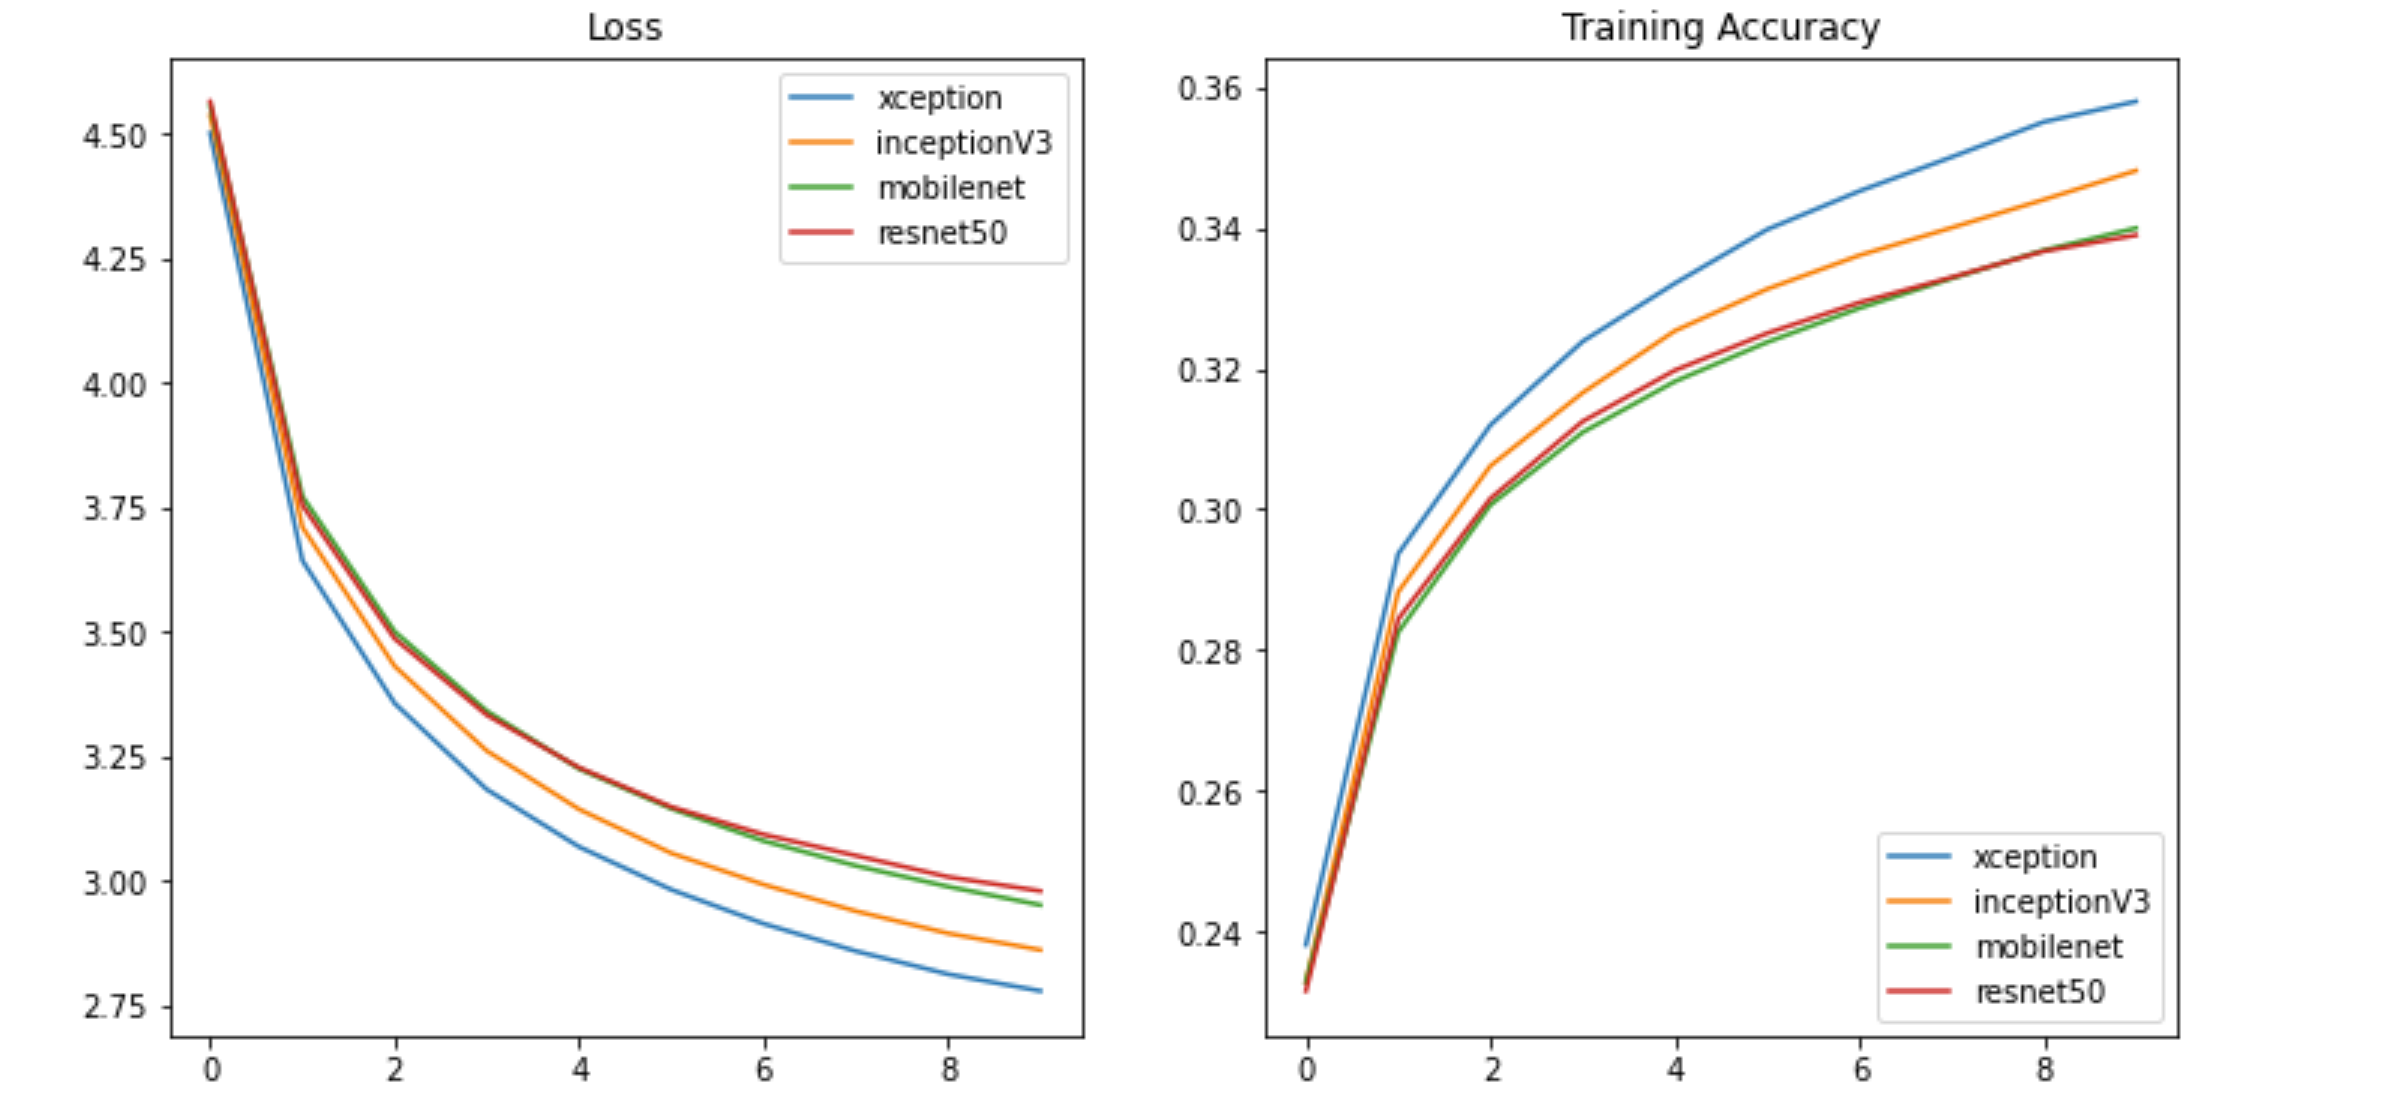 Loss
4.50
4.25
4.00
3.75
3.50
3.25
3.00
2.75
0 2 4 6 8
xception
inceptionV3
mobilenet
resnet50
Training Accuracy
0.36
0.34
0.32
0.30
0.28
0.26
0.24
0 2 4 6 8
xception
inceptionV3
mobilenet
resnet50